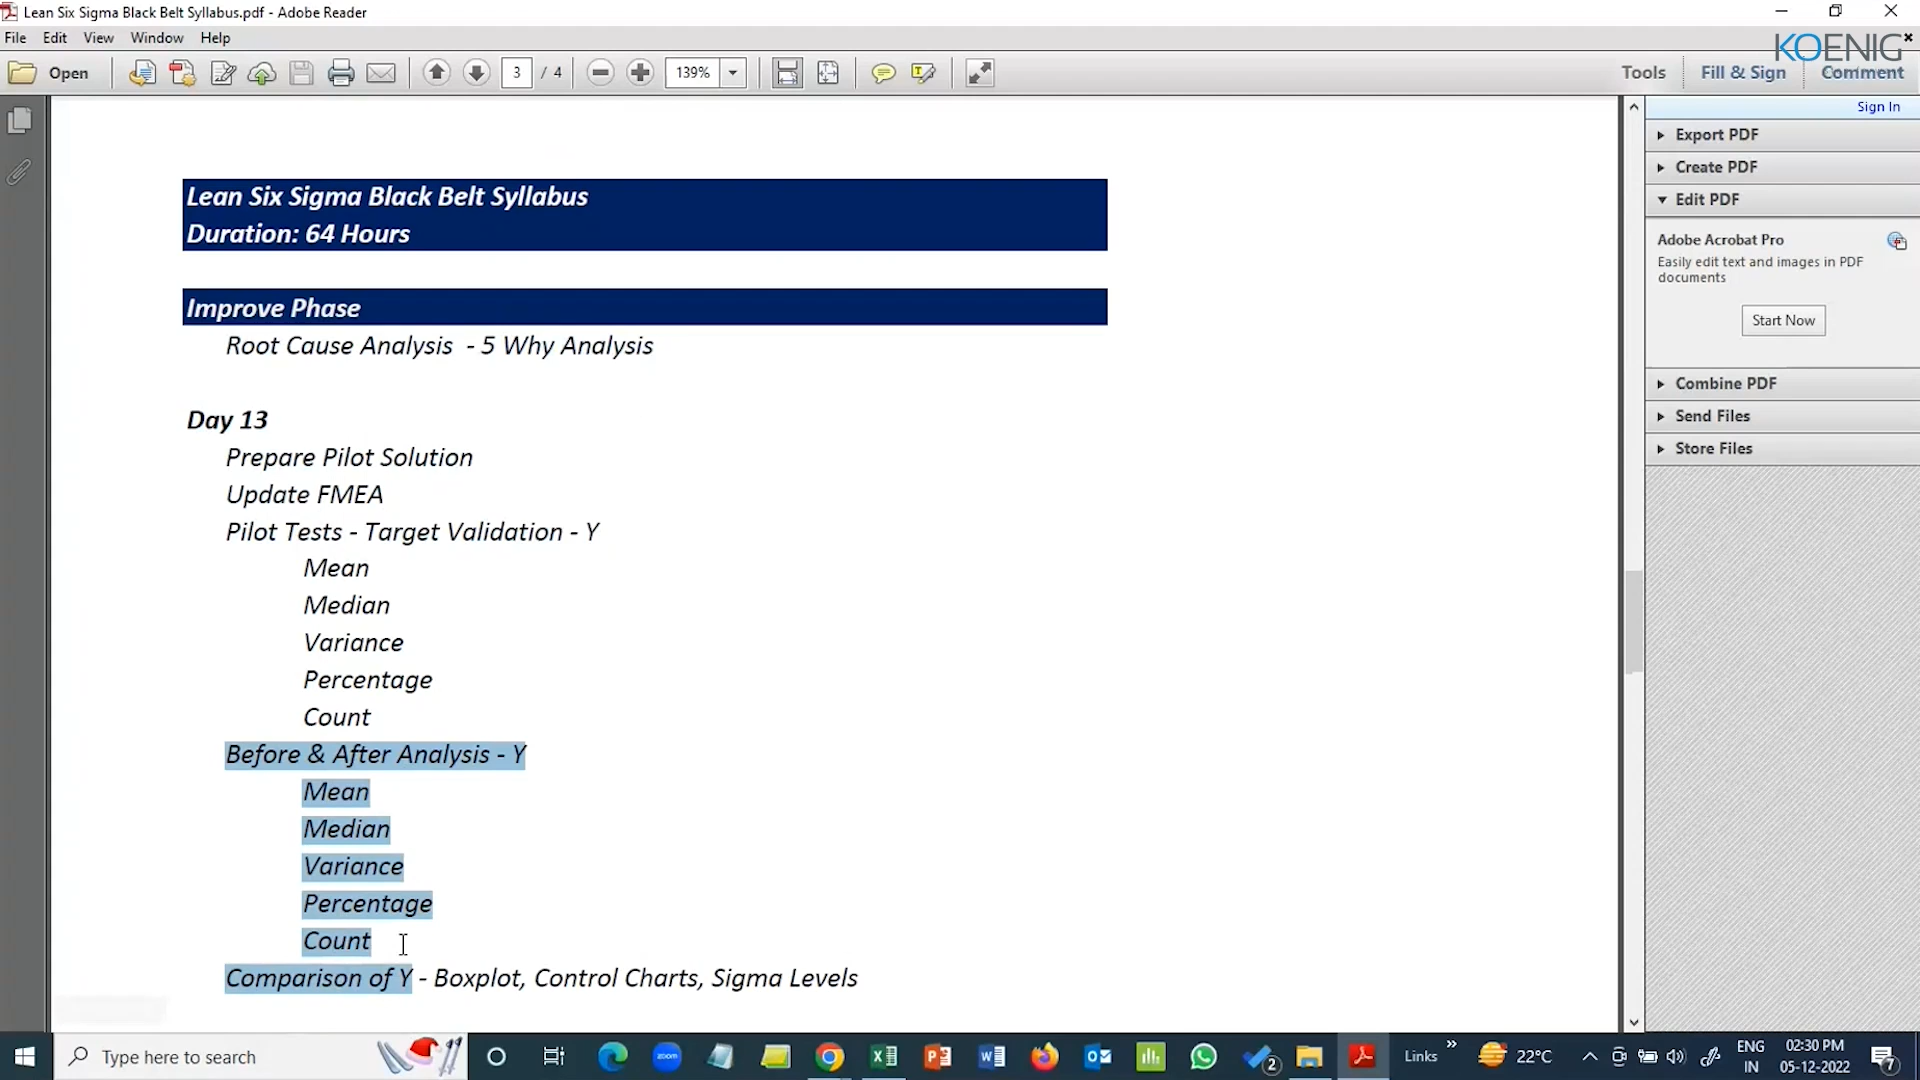 Lean Six Sigma Black Belt Syllabus.pdf - Adobe Reader
File Edit View Window Help
KOENIG
Open 3 / 4 139% Tools Fill & Sign Comment
Sign In
Export PDF
Create PDF
Edit PDF
Adobe Acrobat Pro
Easily edit text and images in PDF
documents
Start Now
Combine PDF
Send Files
Store Files
Lean Six Sigma Black Belt Syllabus
Duration: 64 Hours
Improve Phase
Root Cause Analysis - 5 Why Analysis
Day 13
Prepare Pilot Solution
Update FMEA
Pilot Tests - Target Validation - Y
Mean
Median
Variance
Percentage
Count
Before & After Analysis - Y
Mean
Median
Variance
Percentage
Count
Comparison of Y - Boxplot, Control Charts, Sigma Levels
Type here to search
zoom
2
Links
22°C
ENG
IN
02:30 PM
05-12-2022
7